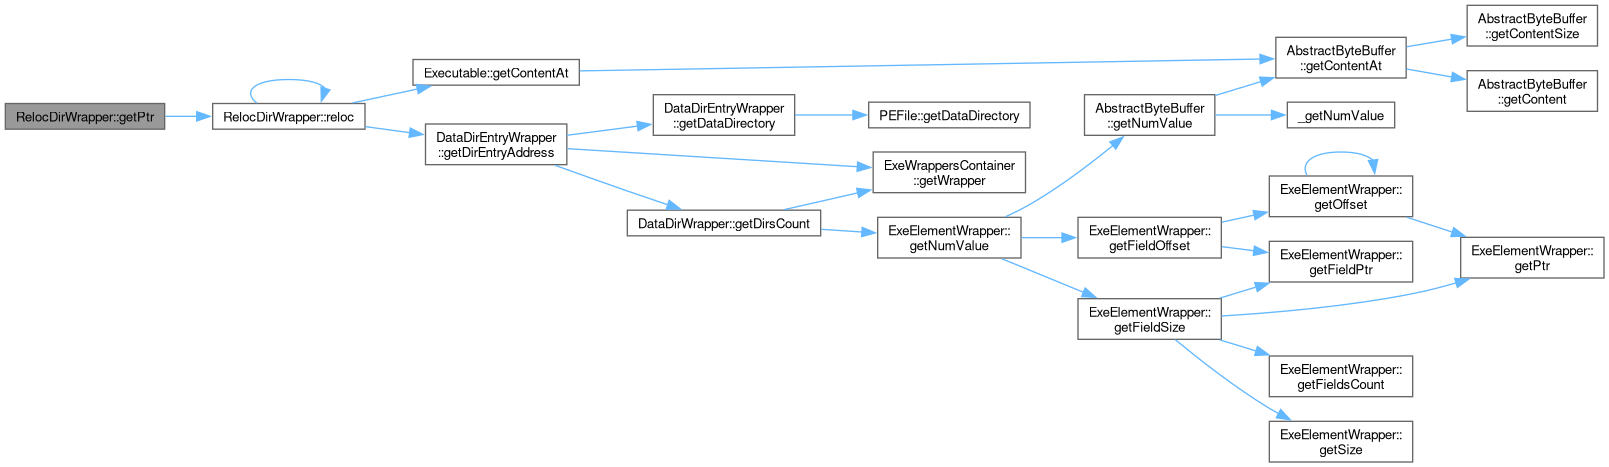 RelocDirWrapper::getPtr
RelocDirWrapper::reloc
Executable::getContentAt
DataDirEntryWrapper
::getDirEntryAddress
DataDirEntryWrapper
::getDataDirectory
PEFile::getDataDirectory
ExeWrappersContainer
::getWrapper
DataDirWrapper::getDirsCount
ExeElementWrapper::
getNumValue
AbstractByteBuffer
::getNumValue
ExeElementWrapper::
getFieldOffset
ExeElementWrapper::
getFieldSize
AbstractByteBuffer
::getContentAt
_getNumValue
ExeElementWrapper::
getOffset
ExeElementWrapper::
getFieldPtr
ExeElementWrapper::
getFieldsCount
ExeElementWrapper::
getSize
AbstractByteBuffer
::getContentSize
AbstractByteBuffer
::getContent
ExeElementWrapper::
getPtr